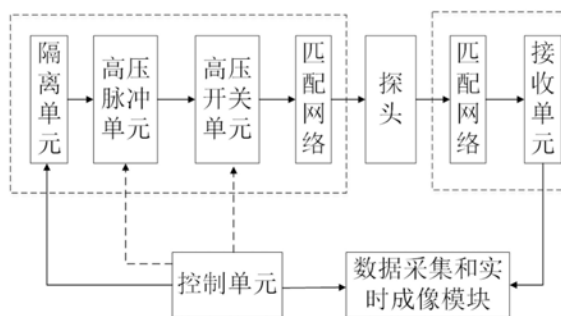 隔离单元
高压
脉冲
单元
高压
开关
单元
匹配网络
探头
匹配网络
接收单元
控制单元
数据采集和实
时成像模块